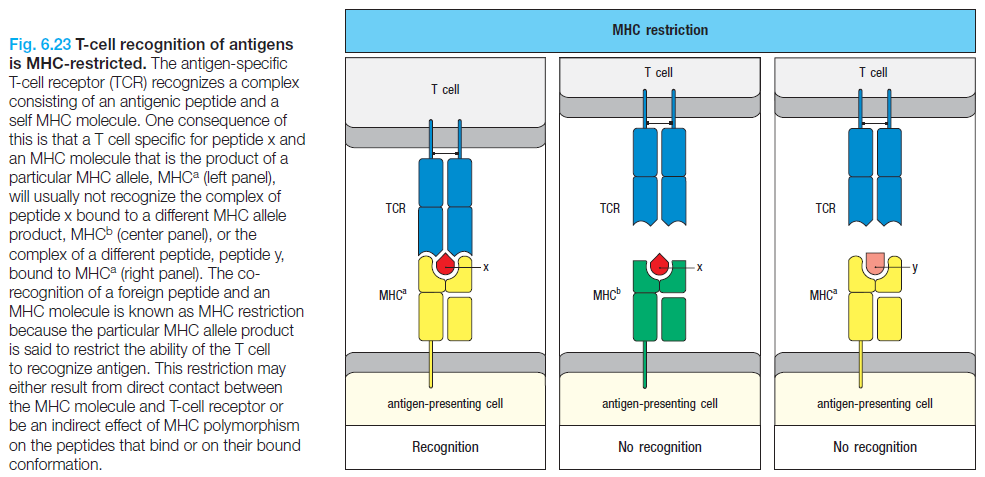 Fig. 6.23 T-cell recognition of antigens
is MHC-restricted. The antigen-specific
T-cell receptor (TCR) recognizes a complex
consisting of an antigenic peptide and a
self MHC molecule. One consequence of
this is that a T cell specific for peptide x and
an MHC molecule that is the product of a
particular MHC allele, MHCᵃ (left panel),
will usually not recognize the complex of
peptide x bound to a different MHC allele
product, MHCᵇ (center panel), or the
complex of a different peptide, peptide y,
bound to MHCᵃ (right panel). The co-
recognition of a foreign peptide and an
MHC molecule is known as MHC restriction
because the particular MHC allele product
is said to restrict the ability of the T cell
to recognize antigen. This restriction may
either result from direct contact between
the MHC molecule and T-cell receptor or
be an indirect effect of MHC polymorphism
on the peptides that bind or on their bound
conformation.
MHC restriction
T cell
TCR
x
MHCᵃ
antigen-presenting cell
Recognition
T cell
TCR
x
MHCᵇ
antigen-presenting cell
No recognition
T cell
TCR
y
MHCᵃ
antigen-presenting cell
No recognition